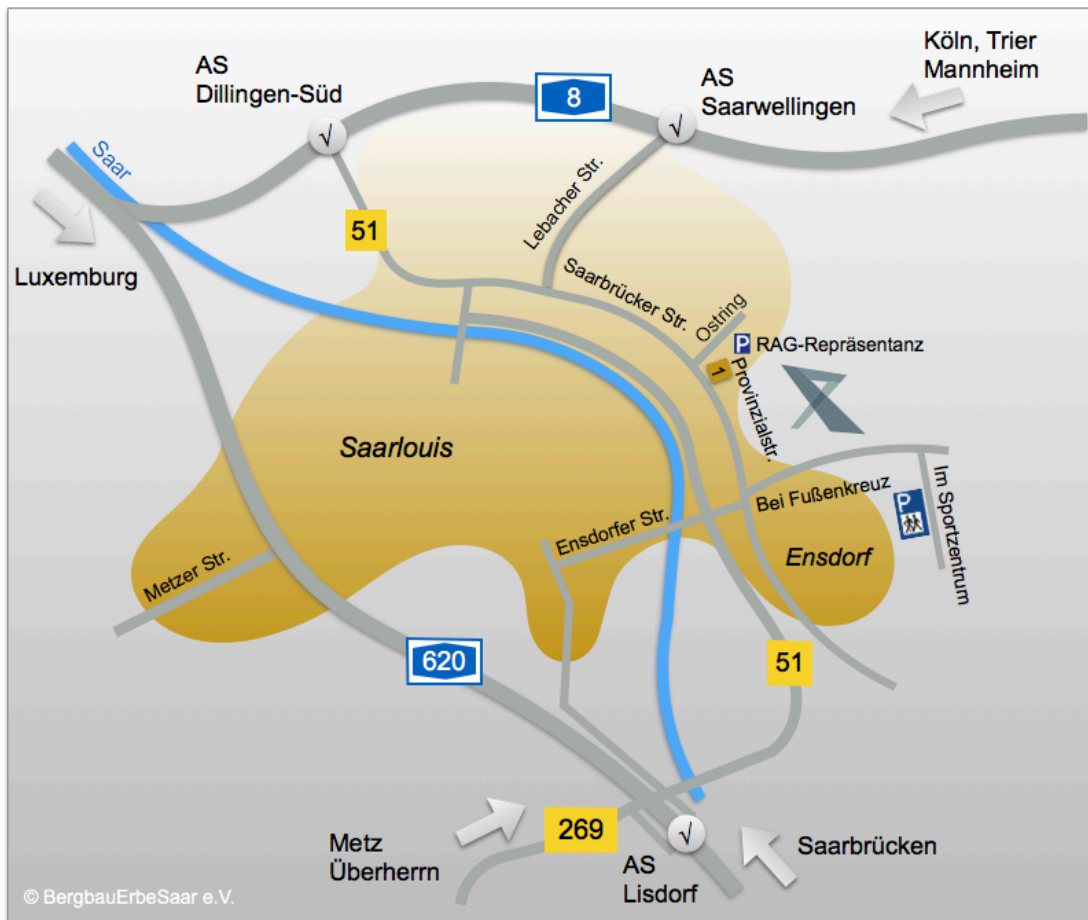 Köln, Trier
Mannheim
AS
Dillingen-Süd
AS
Saarwellingen
8
√
√
Saar
Lebacher Str.
51
Luxemburg
Saarbrücker Str.
Ostring
P RAG-Repräsentanz
1
Provinzialstr.
Saarlouis
Bei Fußenkreuz
P
Im Sportzentrum
Ensdorfer Str.
Ensdorf
Metzer Str.
620
51
269
√
Metz
Überherrn
AS
Lisdorf
Saarbrücken
© BergbauErbeSaar e.V.